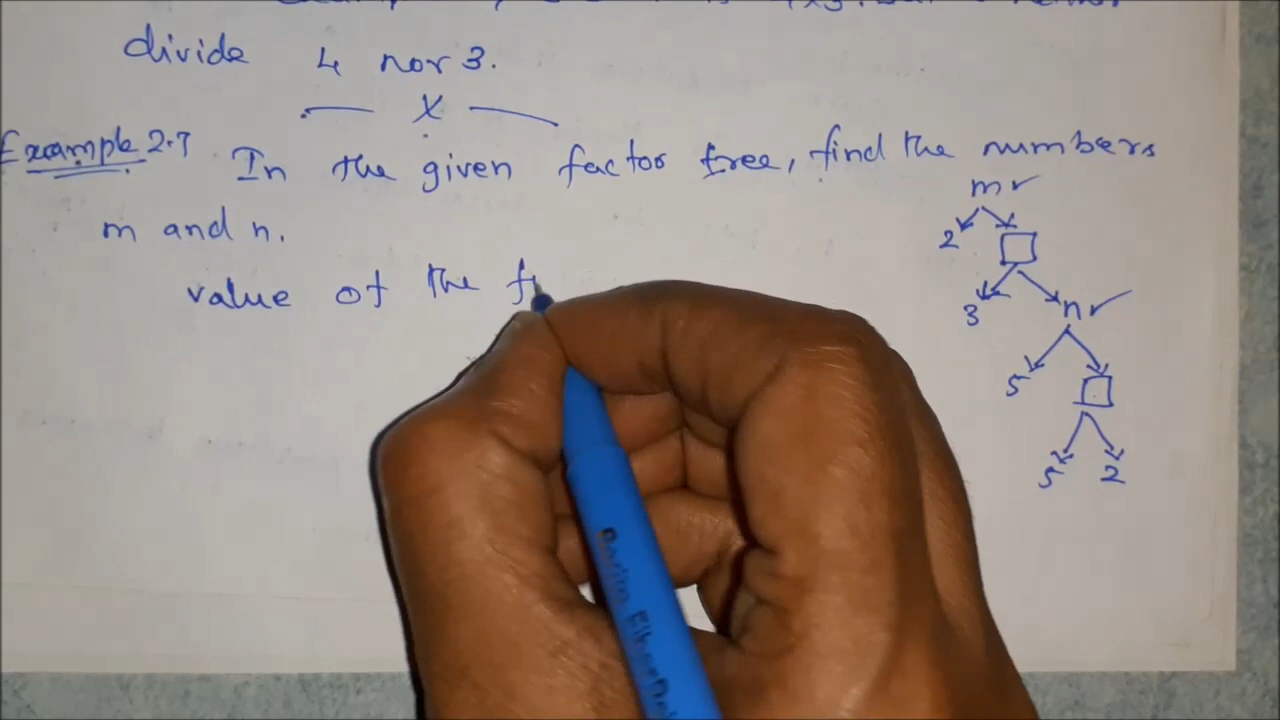 divide 4 nor 3.
X
Example 2.7 In the given factor tree, find the numbers
m and n.
value of the f
m
2
3 n
5
5 2